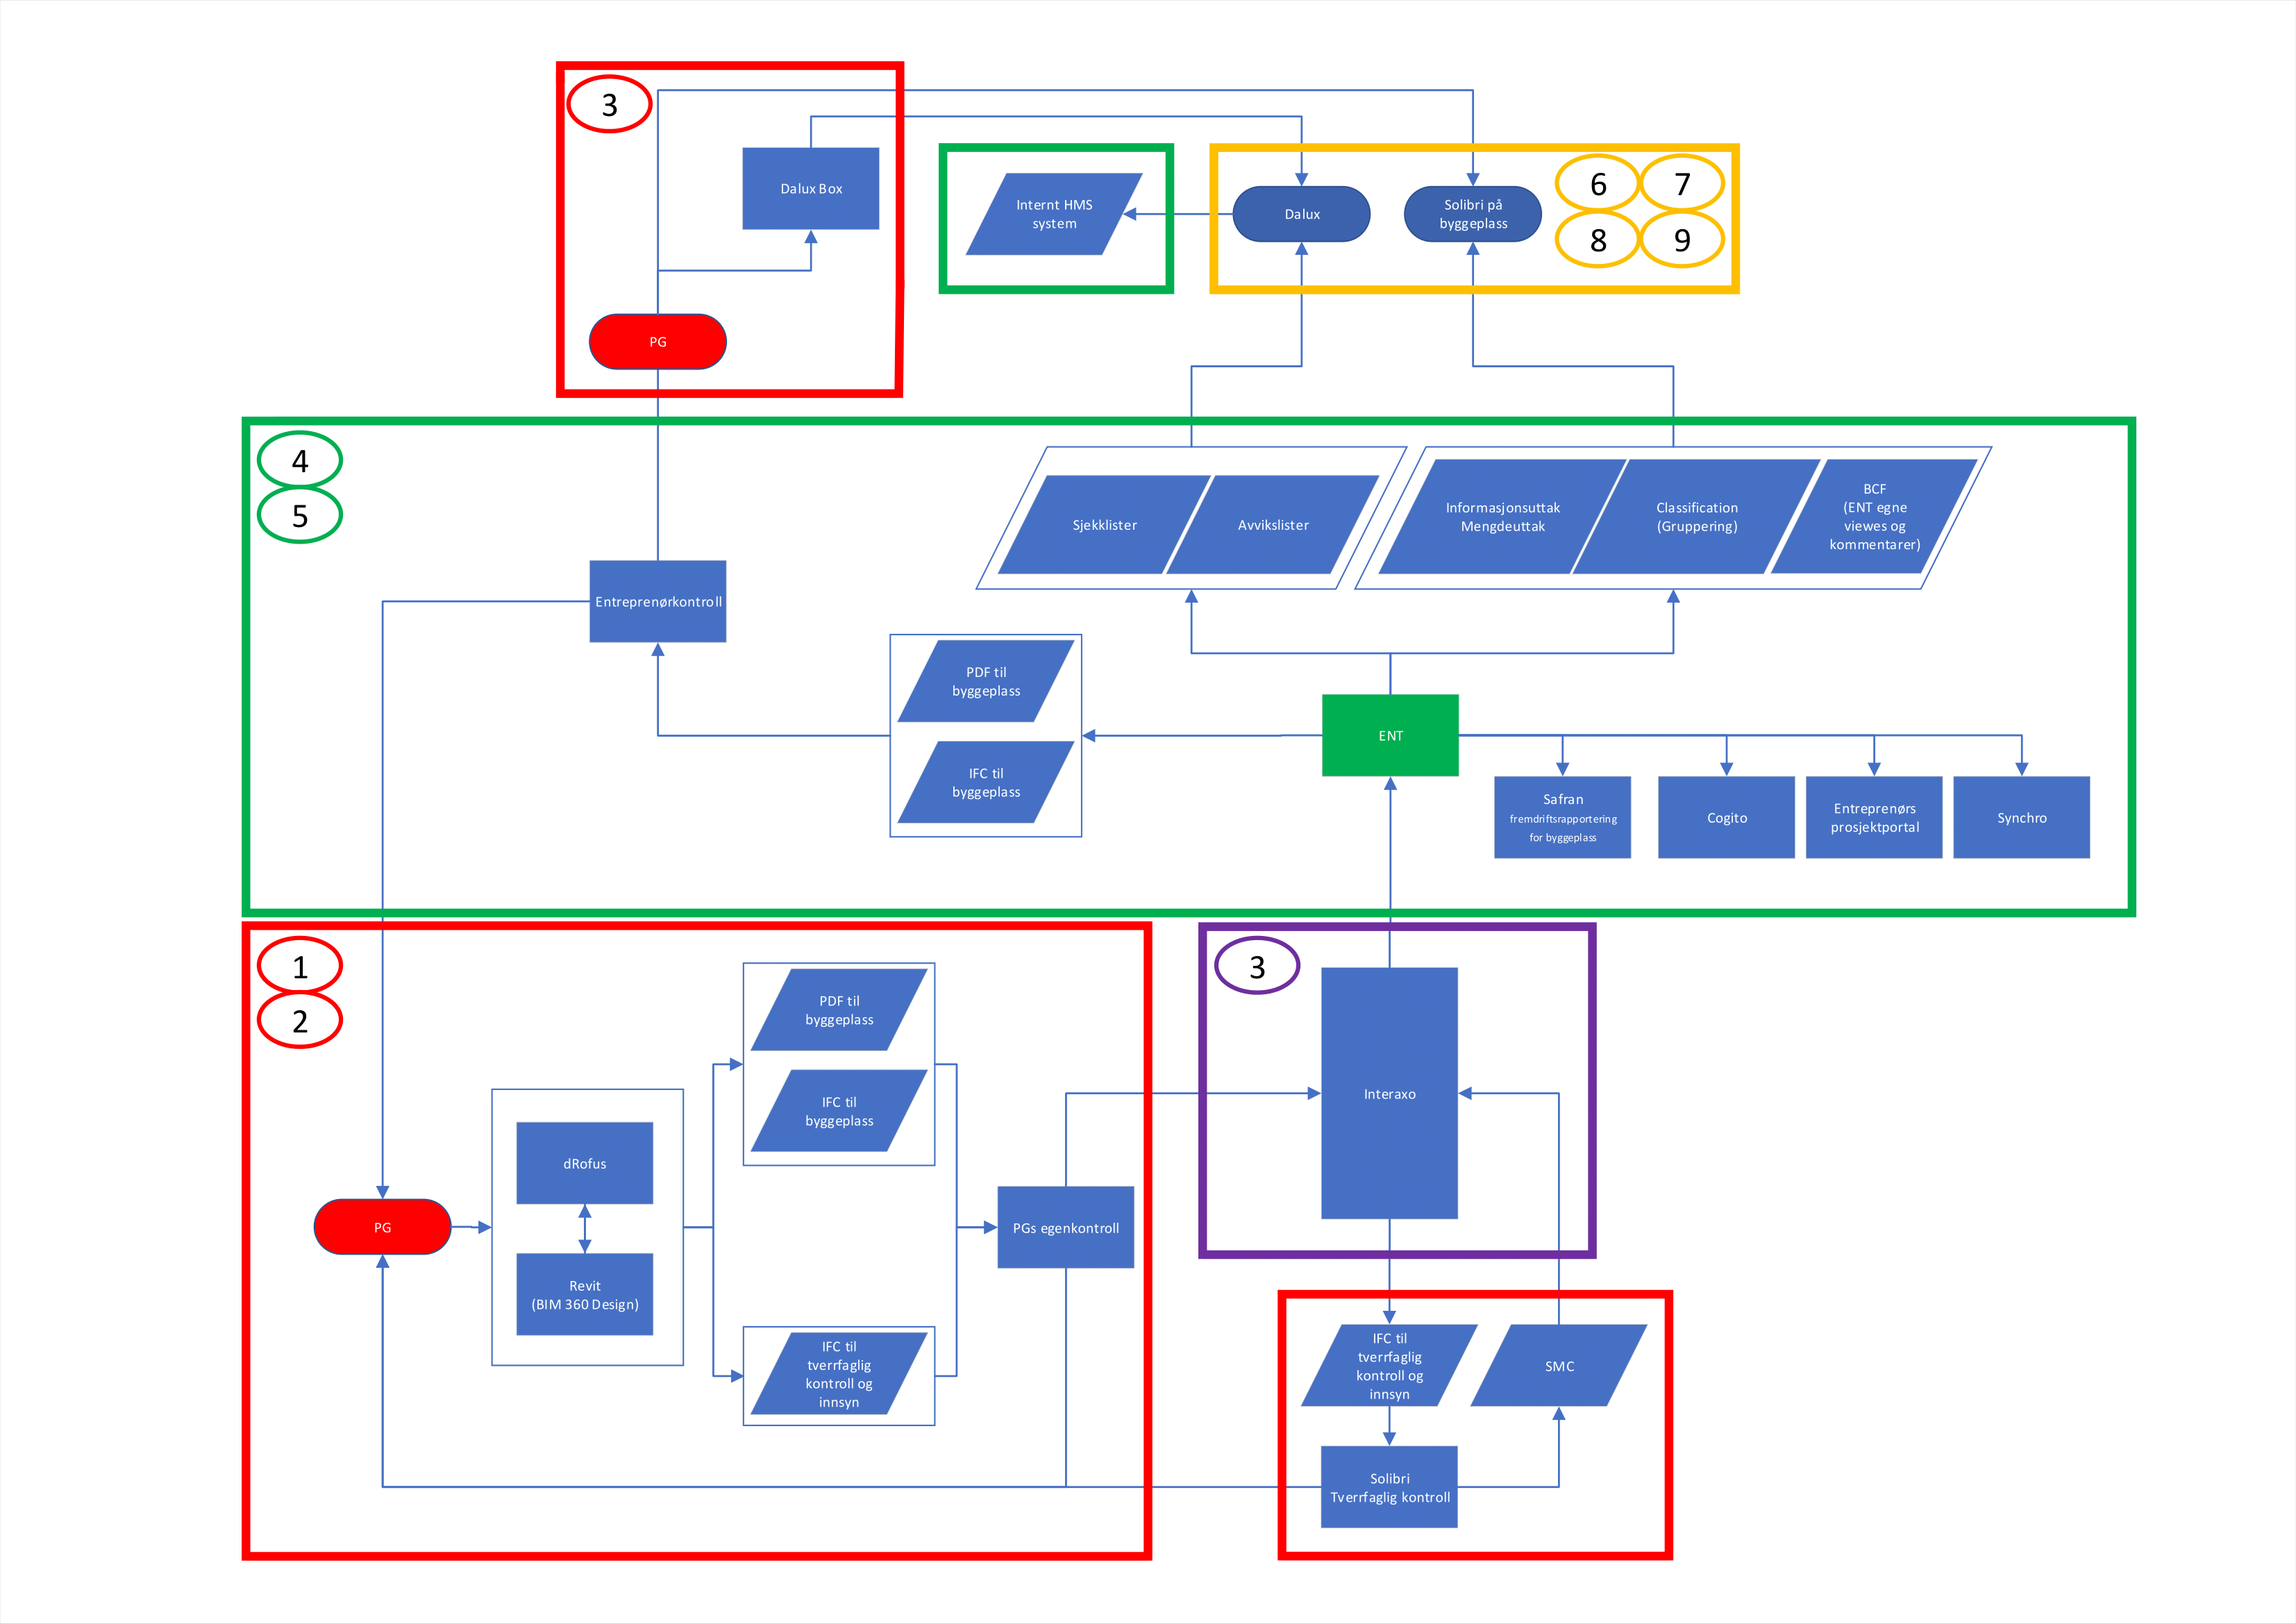 3
Dalux Box
PG
Internt HMS
system
Dalux
Solibri på
byggeplass
6
7
8
9
4
5
Sjekklister
Avvikslister
Informasjonsuttak
Mengdeuttak
Classification
(Gruppering)
BCF
(ENT egne
viewes og
kommentarer)
Entreprenørkontroll
PDF til
byggeplass
IFC til
byggeplass
ENT
Safran
fremdriftsrapportering
for byggeplass
Cogito
Entreprenørs
prosjektportal
Synchro
1
2
PG
dRofus
Revit
(BIM 360 Design)
PDF til
byggeplass
IFC til
byggeplass
IFC til
tverrfaglig
kontroll og
innsyn
PGs egenkontroll
3
Interaxo
IFC til
tverrfaglig
kontroll og
innsyn
SMC
Solibri
Tverrfaglig kontroll